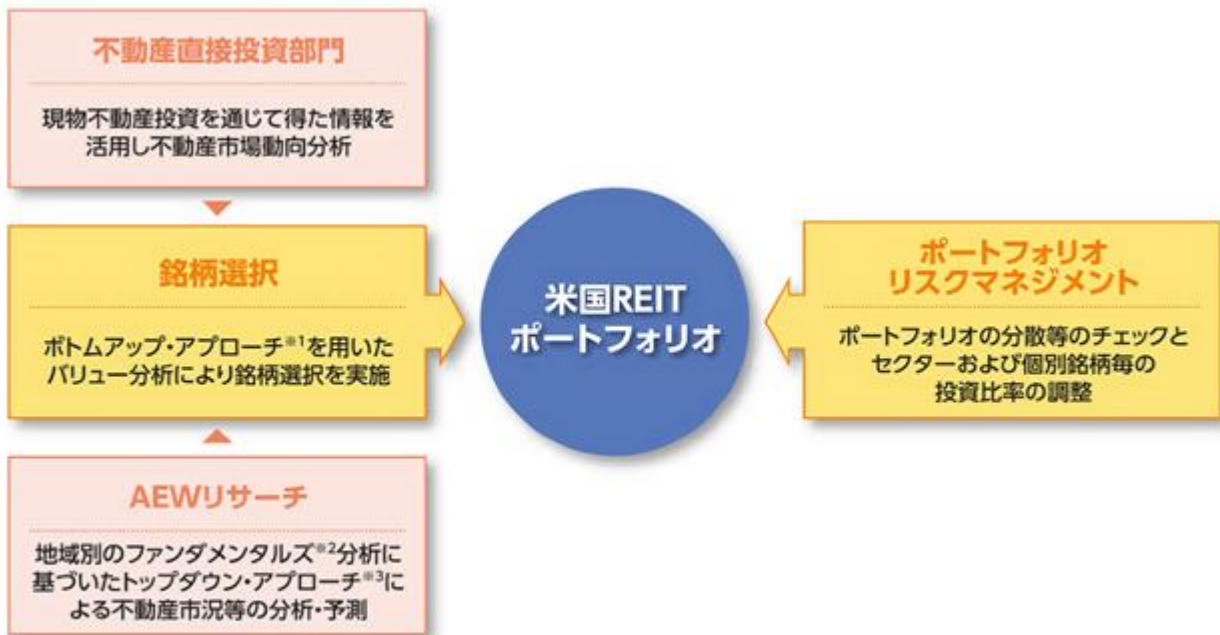 不動産直接投資部門
現物不動産投資を通じて得た情報を
活用し不動産市場動向分析
銘柄選択
ボトムアップ・アプローチ※1を用いた
バリュー分析により銘柄選択を実施
AEWリサーチ
地域別のファンダメンタルズ※2分析に
基づいたトップダウン・アプローチ※3に
よる不動産市況等の分析・予測
米国REIT
ポートフォリオ
ポートフォリオ
リスクマネジメント
ポートフォリオの分散等のチェックと
セクターおよび個別銘柄毎の
投資比率の調整